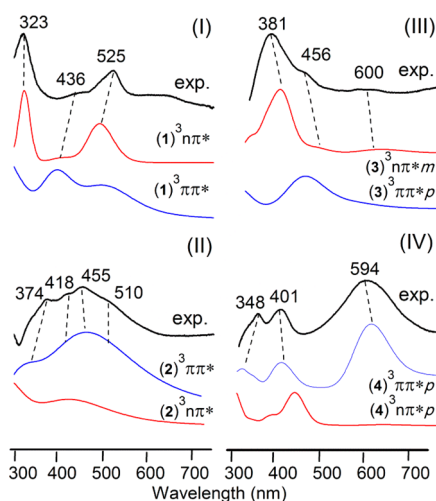 (I)
323
436
525
exp.
(1)³nπ*
(1)³ππ*
(II)
374
418
455
510
exp.
(2)³ππ*
(2)³nπ*
300 400 500 600 700
Wavelength (nm)
(III)
381
456
600
exp.
(3)³nπ*m
(3)³ππ*p
(IV)
348
401
594
exp.
(4)³ππ*p
(4)³nπ*p
300 400 500 600 700
Wavelength (nm)